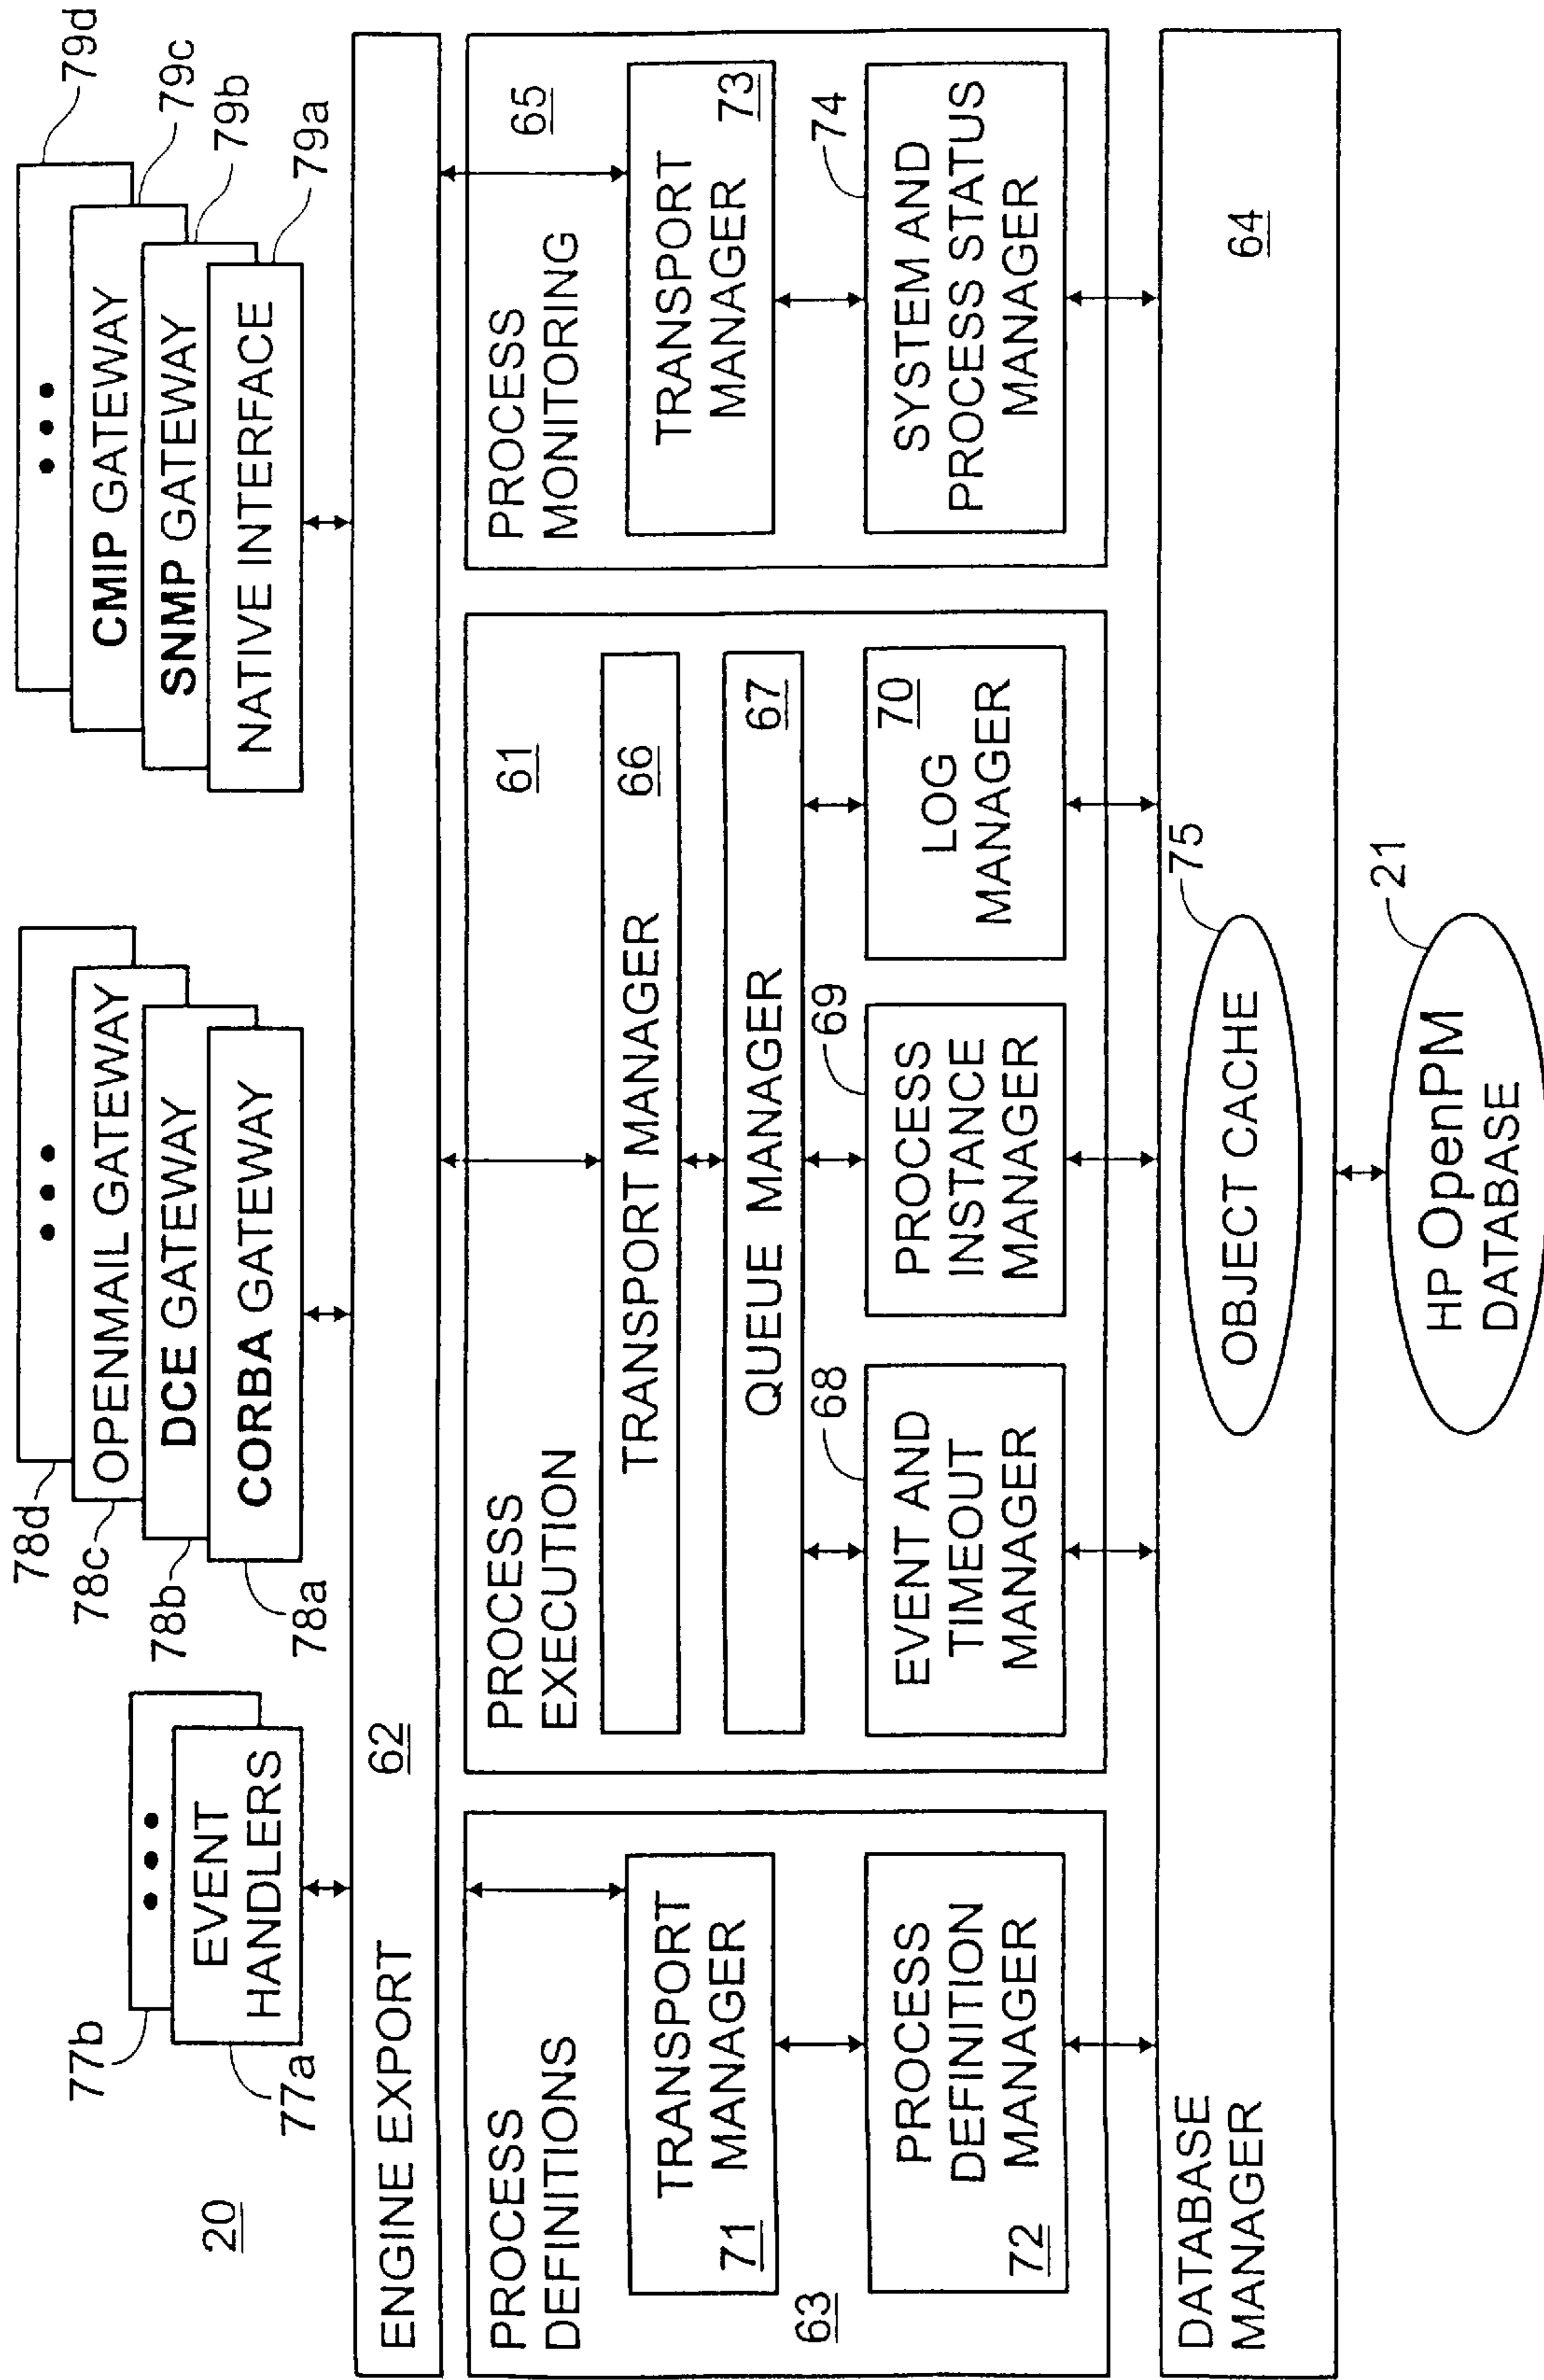 20
77b
•••
77a
EVENT
HANDLERS
78d
•••
78c
OPENMAIL GATEWAY
78b
DCE GATEWAY
78a
CORBA GATEWAY
•••
79d
CMIP GATEWAY
79c
SNMP GATEWAY
79b
NATIVE INTERFACE
79a
ENGINE EXPORT
62
PROCESS
DEFINITIONS
63
TRANSPORT
MANAGER
71
PROCESS
DEFINITION
MANAGER
72
PROCESS
EXECUTION
61
TRANSPORT MANAGER
66
QUEUE MANAGER
67
68
EVENT AND
TIMEOUT
MANAGER
69
PROCESS
INSTANCE
MANAGER
70
LOG
MANAGER
PROCESS
MONITORING
65
TRANSPORT
MANAGER
73
74
SYSTEM AND
PROCESS STATUS
MANAGER
DATABASE
MANAGER
64
OBJECT CACHE
75
HP OpenPM
DATABASE
21